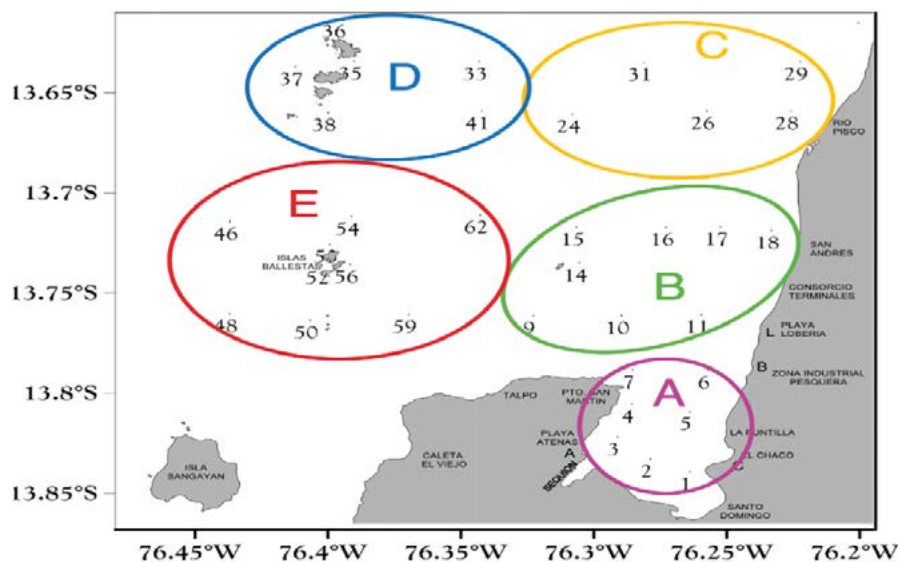 36
D
C
37
35
33
31
29
13.65°S
38
41
24
26
28
RIO
PISCO
13.7°S
E
46
54
62
15
16
17
18
SAN
ANDRES
ISLAS
BALLESTAS
52
56
14
B
13.75°S
CONSORCIO
TERMINALES
48
50
59
9
10
11
L PLAYA
LOBERIA
B ZONA INDUSTRIAL
PESQUERA
7
A
6
13.8°S
TALPO
PTO. SAN
MARTIN
4
5
PLAYA
ATENAS
A
LA PUNTILLA
3
CALETA
EL VIEJO
EL CHACO
C
ISLA
SANGAYAN
SEQUION
2
1
13.85°S
SANTO
DOMINGO
76.45°W
76.4°W
76.35°W
76.3°W
76.25°W
76.2°W